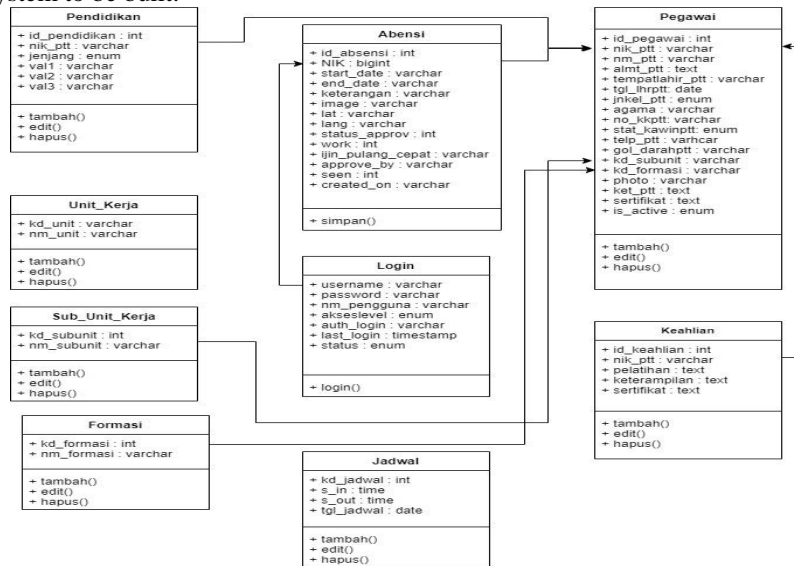 ystem to be built.
Pendidikan
+ id_pendidikan : int
+ nik_ptt : varchar
+ jenjang : enum
+ val1 : varchar
+ val2 : varchar
+ val3 : varchar
+ tambah()
+ edit()
+ hapus()
Unit_Kerja
+ kd_unit : varchar
+ nm_unit : varchar
+ tambah()
+ edit()
+ hapus()
Sub_Unit_Kerja
+ kd_subunit : int
+ nm_subunit : varchar
+ tambah()
+ edit()
+ hapus()
Formasi
+ kd_formasi : int
+ nm_formasi : varchar
+ tambah()
+ edit()
+ hapus()
Abensi
+ id_absensi : int
+ NIK : bigint
+ start_date : varchar
+ end_date : varchar
+ keterangan : varchar
+ image : varchar
+ lat : varchar
+ lang : varchar
+ status_approv : int
+ work : int
+ ijin_pulang_cepat : varchar
+ approve_by : varchar
+ seen : int
+ created_on : varchar
+ simpan()
Login
+ username : varchar
+ password : varchar
+ nm_pengguna : varchar
+ akseslevel : enum
+ auth_login : varchar
+ last_login : timestamp
+ status : enum
+ login()
Jadwal
+ kd_jadwal : int
+ s_in : time
+ s_out : time
+ tgl_jadwal : date
+ tambah()
+ edit()
+ hapus()
Pegawai
+ id_pegawai : int
+ nik_ptt : varchar
+ nm_ptt : varchar
+ almt_ptt : text
+ tempatlahir_ptt : varchar
+ tgl_lhrptt: date
+ jnkel_ptt : enum
+ agama : varchar
+ no_kkptt : varchar
+ stat_kawinptt: enum
+ telp_ptt : varhcar
+ gol_darahptt : varchar
+ kd_subunit : varchar
+ kd_formasi : varchar
+ photo : varchar
+ ket_ptt : text
+ sertifikat : text
+ is_active : enum
+ tambah()
+ edit()
+ hapus()
Keahlian
+ id_keahlian : int
+ nik_ptt : varchar
+ pelatihan : text
+ keterampilan : text
+ sertifikat : text
+ tambah()
+ edit()
+ hapus()